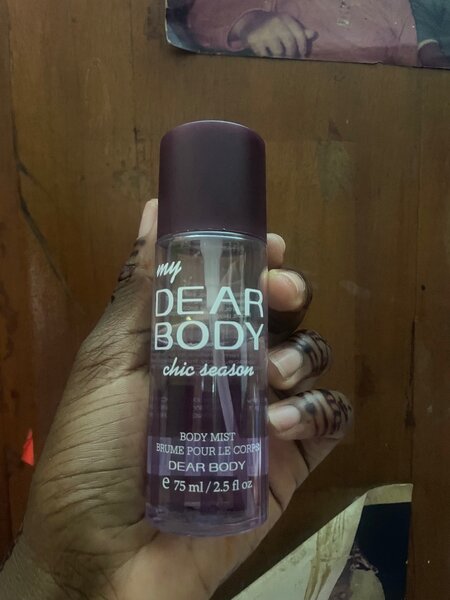 my
DEAR
BODY
chic season
BODY MIST
BRUME POUR LE CORPS
DEAR BODY
e 75 ml / 2.5 fl oz